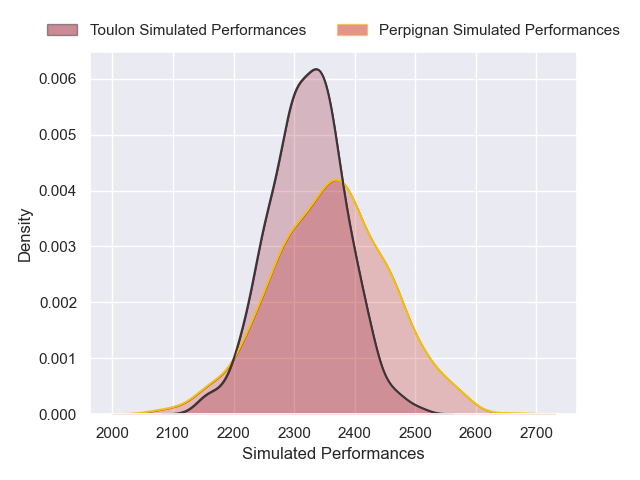 Toulon Simulated Performances
Perpignan Simulated Performances
0.006
0.005
0.004
0.003
0.002
0.001
0.000
Density
2000 2100 2200 2300 2400 2500 2600 2700
Simulated Performances